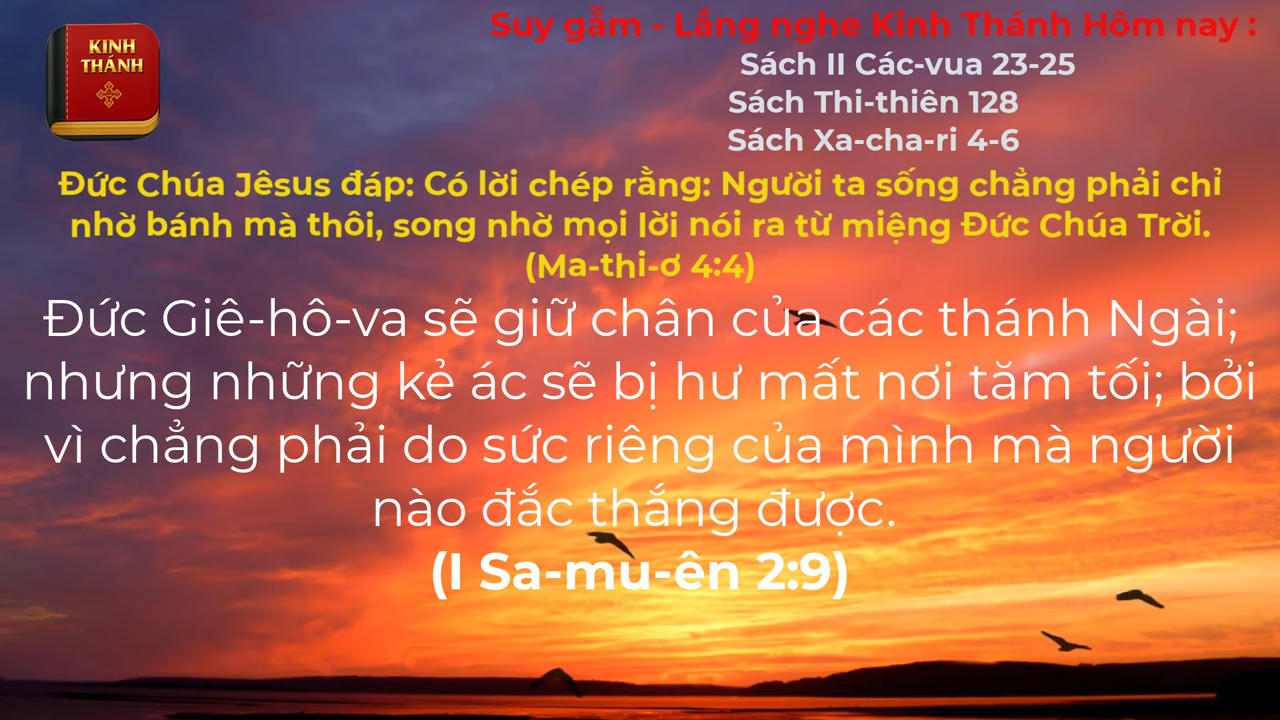 KINH
THÁNH
Suy gẫm - Lắng nghe Kinh Thánh Hôm nay :
Sách II Các-vua 23-25
Sách Thi-thiên 128
Sách Xa-cha-ri 4-6
Đức Chúa Jêsus đáp: Có lời chép rằng: Người ta sống chẳng phải chỉ
nhờ bánh mà thôi, song nhờ mọi lời nói ra từ miệng Đức Chúa Trời.
(Ma-thi-ơ 4:4)
Đức Giê-hô-va sẽ giữ chân của các thánh Ngài;
nhưng những kẻ ác sẽ bị hư mất nơi tăm tối; bởi
vì chẳng phải do sức riêng của mình mà người
nào đắc thắng được.
(I Sa-mu-ên 2:9)